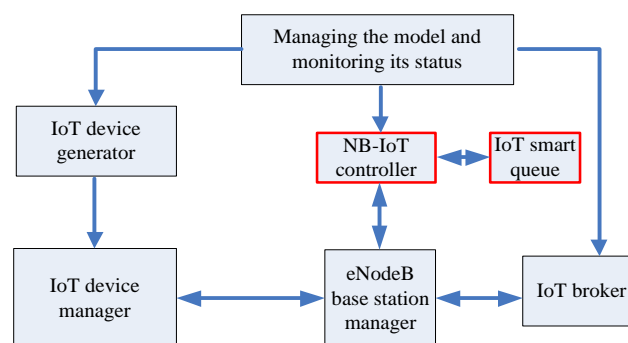 Managing the model and
monitoring its status
IoT device
generator
NB-IoT
controller
IoT smart
queue
IoT device
manager
eNodeB
base station
manager
IoT broker